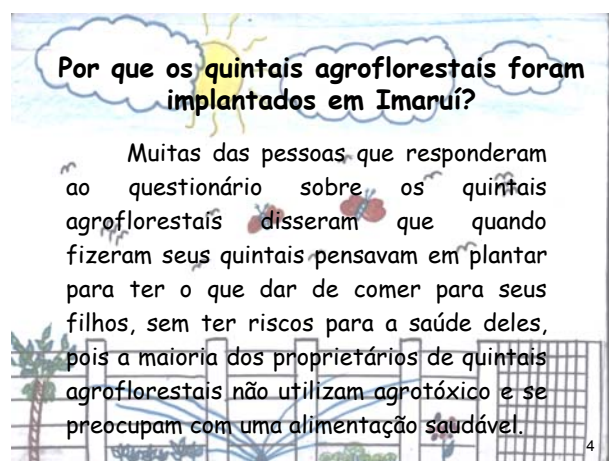 Por que os quintais agroflorestais foram
implantados em Imaruí?
Muitas das pessoas que responderam
ao questionário sobre os quintais
agroflorestais disseram que quando
fizeram seus quintais pensavam em plantar
para ter o que dar de comer para seus
filhos, sem ter riscos para a saúde deles,
pois a maioria dos proprietários de quintais
agroflorestais não utilizam agrotóxico e se
preocupam com uma alimentação saudável.
4